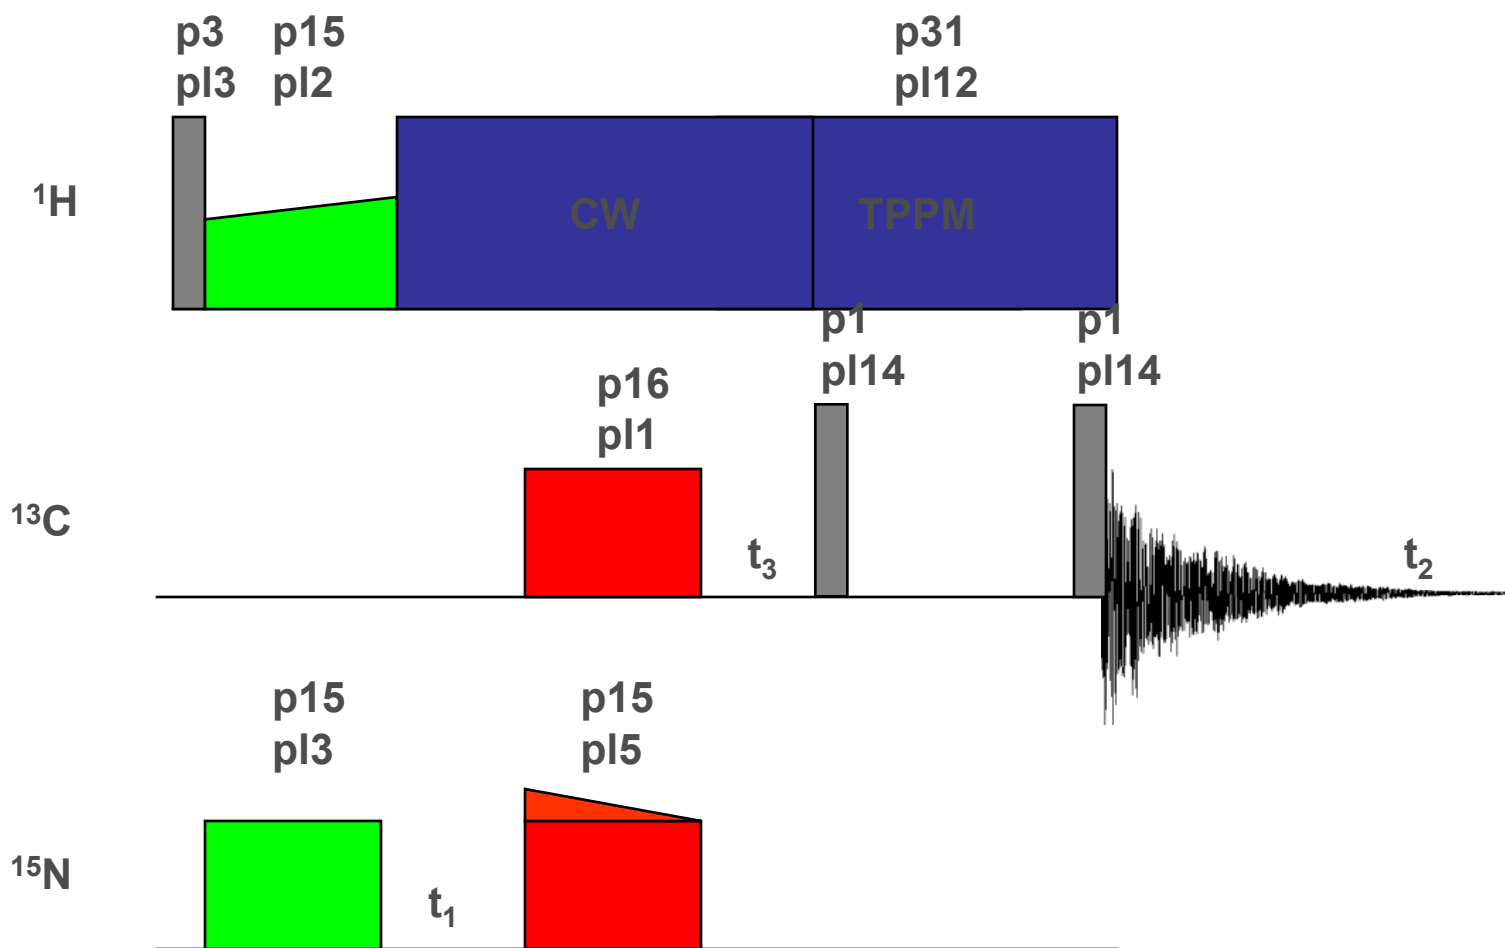 p3 p15 p31
pl3 pl2 pl12
¹H
CW TPPM
p1 p1
pl14 pl14
p16
pl1
¹³C
t₃ t₂
p15 p15
pl3 pl5
¹⁵N
t₁